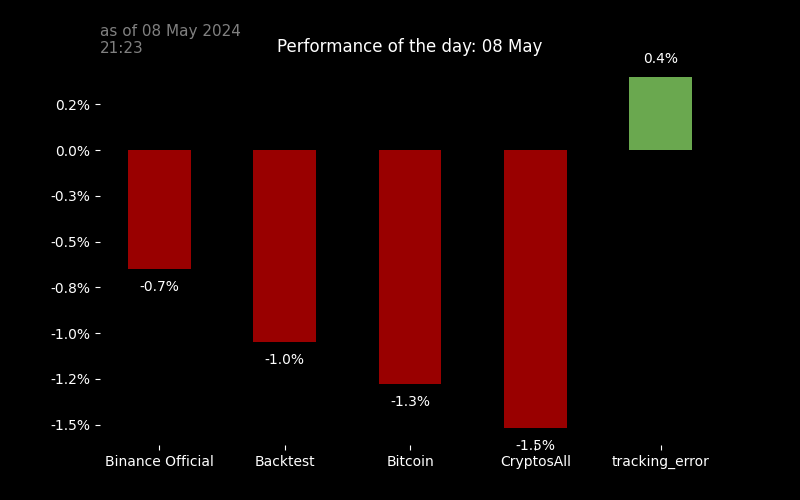 as of 08 May 2024
21:23
Performance of the day: 08 May
0.4%
0.2%
0.0%
-0.3%
-0.5%
-0.8%
-1.0%
-1.2%
-1.5%
-0.7%
-1.0%
-1.3%
-1.5%
Binance Official
Backtest
Bitcoin
CryptosAll
tracking_error